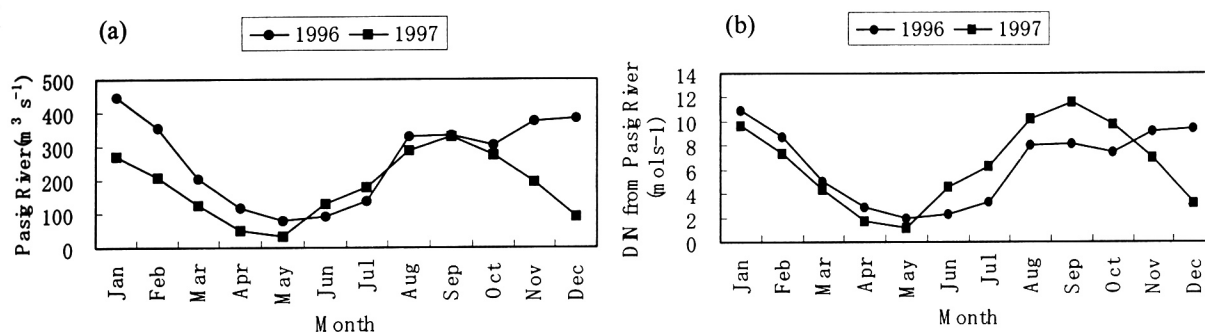 (a)
1996 1997
Pasig River (m³ s⁻¹)
500
400
300
200
100
0
Jan Feb Mar Apr May Jun Jul Aug Sep Oct Nov Dec
Month
(b)
1996 1997
DIN from Pasig River
(mols-1)
14
12
10
8
6
4
2
0
Jan Feb Mar Apr May Jun Jul Aug Sep Oct Nov Dec
Month